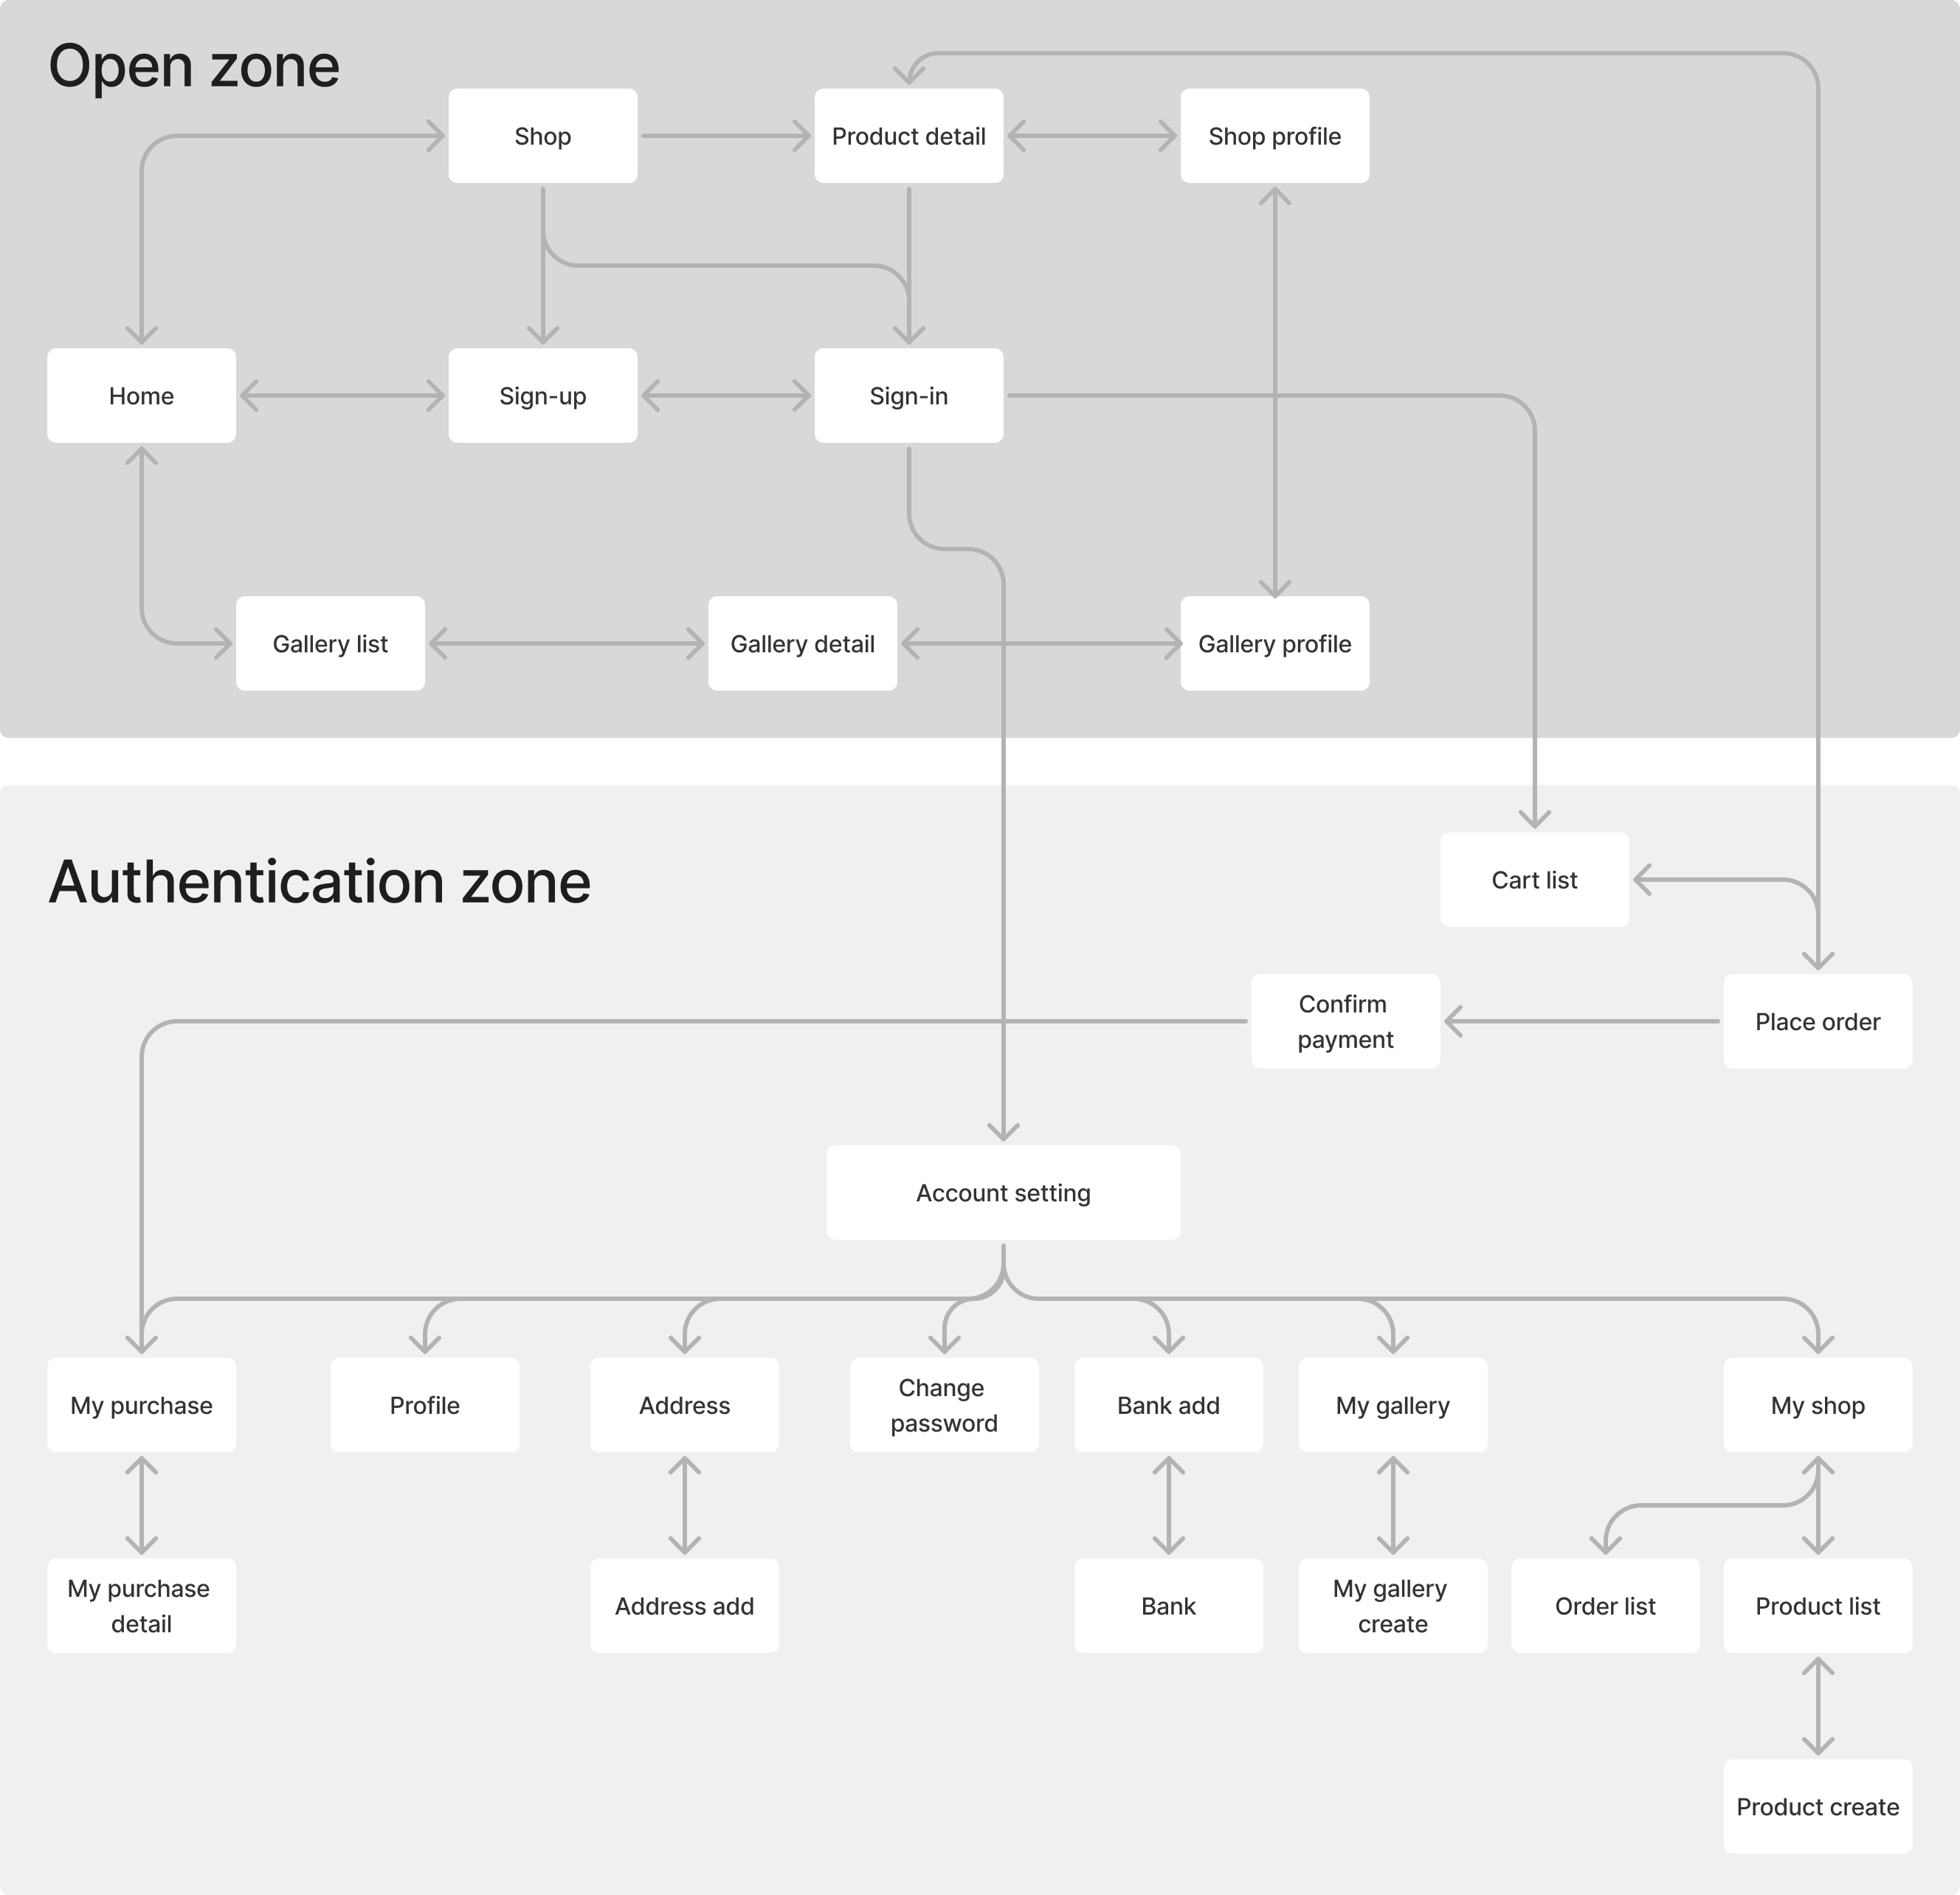 Open zone
Shop
Product detail
Shop profile
Home
Sign-up
Sign-in
Gallery list
Gallery detail
Gallery profile
Authentication zone
Cart list
Confirm
payment
Place order
Account setting
My purchase
Profile
Address
Change
password
Bank add
My gallery
My shop
My purchase
detail
Address add
Bank
My gallery
create
Order list
Product list
Product create